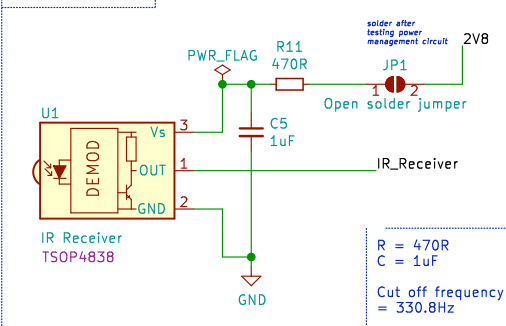 solder after
testing power
management circuit
2V8
R11
PWR_FLAG
470R
JP1
1 2
Open solder jumper
U1
C5
1uF
Vs
3
DEMOD
OUT
1
IR_Receiver
GND
2
IR Receiver
TSOP4838
GND
R = 470R
C = 1uF
Cut off frequency
= 330.8Hz